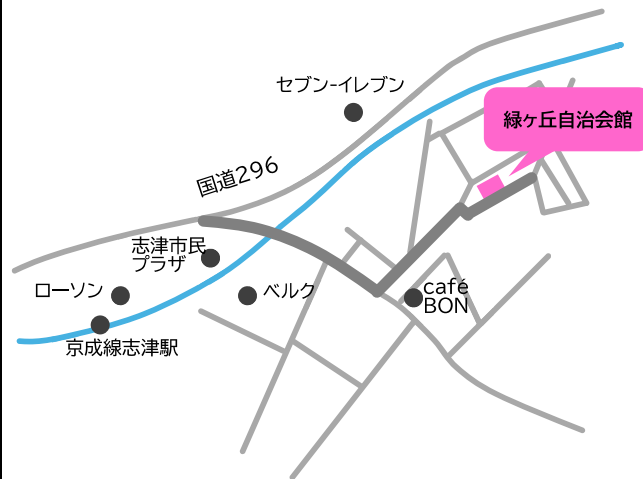 セブン-イレブン
緑ヶ丘自治会館
国道296
志津市民
プラザ
ローソン
ベルク
café
BON
京成線志津駅